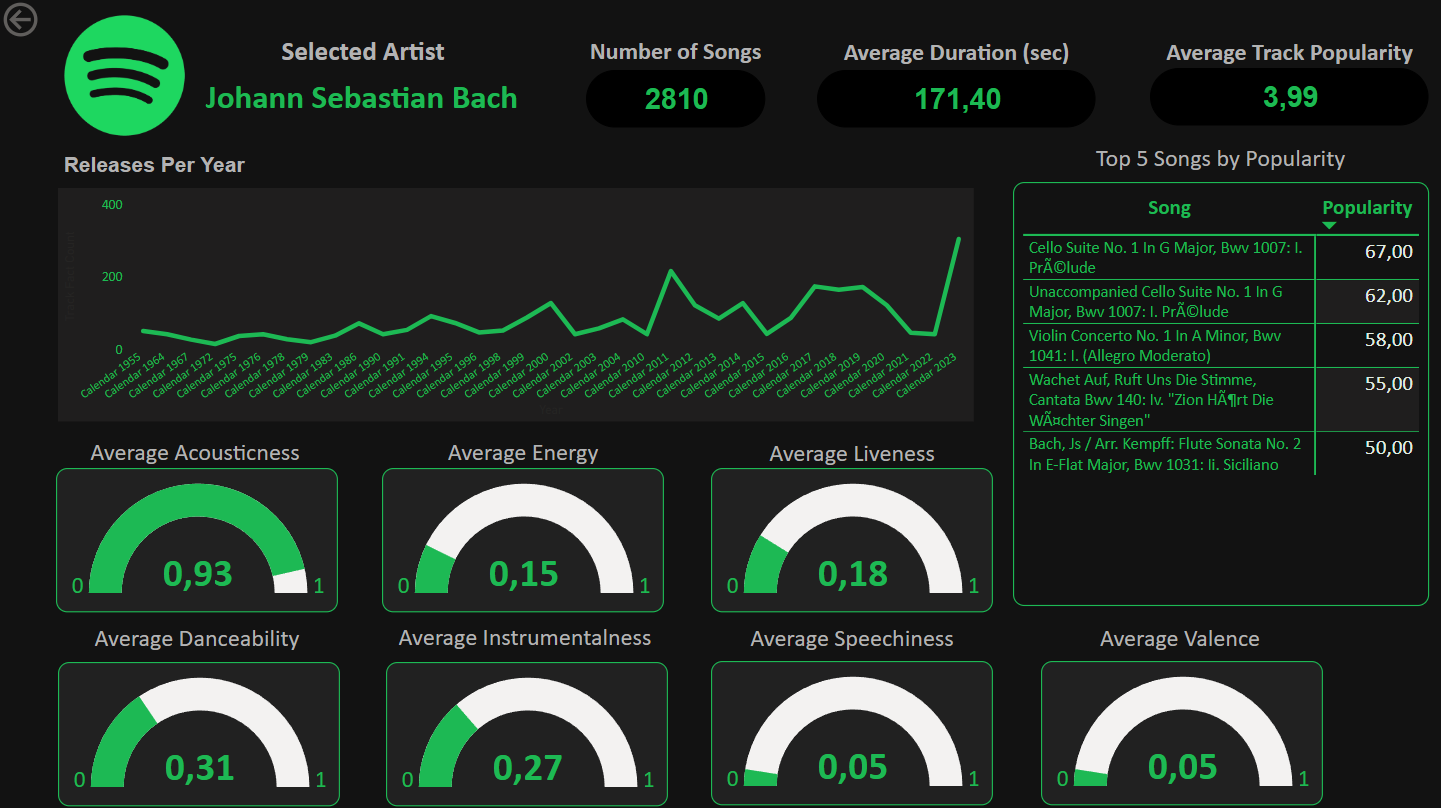 Selected Artist
Johann Sebastian Bach
Number of Songs
2810
Average Duration (sec)
171,40
Average Track Popularity
3,99
Releases Per Year
400
200
0
Calendar 1955
Calendar 1964
Calendar 1967
Calendar 1972
Calendar 1975
Calendar 1976
Calendar 1978
Calendar 1979
Calendar 1983
Calendar 1986
Calendar 1990
Calendar 1991
Calendar 1994
Calendar 1995
Calendar 1996
Calendar 1998
Calendar 1999
Calendar 2000
Calendar 2002
Calendar 2003
Calendar 2004
Calendar 2010
Calendar 2011
Calendar 2012
Calendar 2013
Calendar 2014
Calendar 2015
Calendar 2016
Calendar 2017
Calendar 2018
Calendar 2019
Calendar 2020
Calendar 2021
Calendar 2022
Calendar 2023
Year
Top 5 Songs by Popularity
Song Popularity
Cello Suite No. 1 In G Major, Bwv 1007: I. 67,00
PrÃ©lude
Unaccompanied Cello Suite No. 1 In G 62,00
Major, Bwv 1007: I. PrÃ©lude
Violin Concerto No. 1 In A Minor, Bwv 58,00
1041: I. (Allegro Moderato)
Wachet Auf, Ruft Uns Die Stimme, 55,00
Cantata Bwv 140: Iv. "Zion HÃ¶rt Die
WÃ¤chter Singen"
Bach, Js / Arr. Kempff: Flute Sonata No. 2 50,00
In E-Flat Major, Bwv 1031: Ii. Siciliano
Average Acousticness
0 0,93 1
Average Energy
0 0,15 1
Average Liveness
0 0,18 1
Average Danceability
0 0,31 1
Average Instrumentalness
0 0,27 1
Average Speechiness
0 0,05 1
Average Valence
0 0,05 1